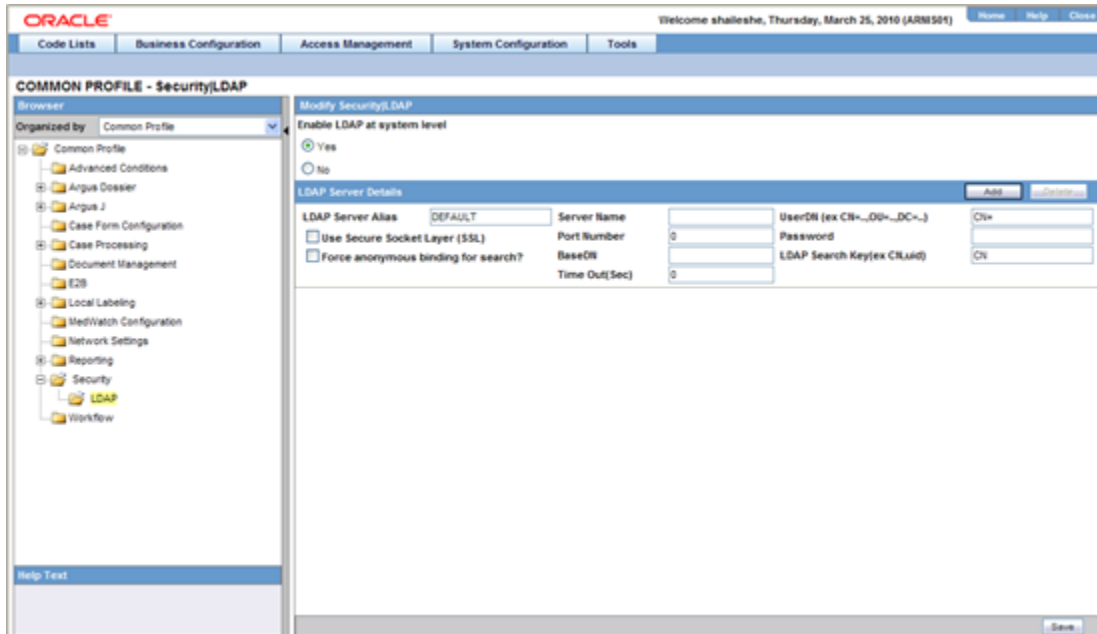 ORACLE
Welcome shaileshe, Thursday, March 25, 2010 (ARNIS01)
Home Help Close
Code Lists Business Configuration Access Management System Configuration Tools
COMMON PROFILE - Security|LDAP
Browser
Organized by Common Profile
Common Profile
Advanced Conditions
Argus Dossier
Argus J
Case Form Configuration
Case Processing
Document Management
E2B
Local Labeling
MedWatch Configuration
Network Settings
Reporting
Security
LDAP
Workflow
Help Text
Modify Security|LDAP
Enable LDAP at system level
Yes
No
LDAP Server Details Add Delete
LDAP Server Alias DEFAULT Server Name UserDN (ex CN=..,OU=..,DC=..) CN=
Use Secure Socket Layer (SSL) Port Number 0 Password
Force anonymous binding for search? BaseDN LDAP Search Key(ex CN,uid) CN
Time Out(Sec) 0
Save